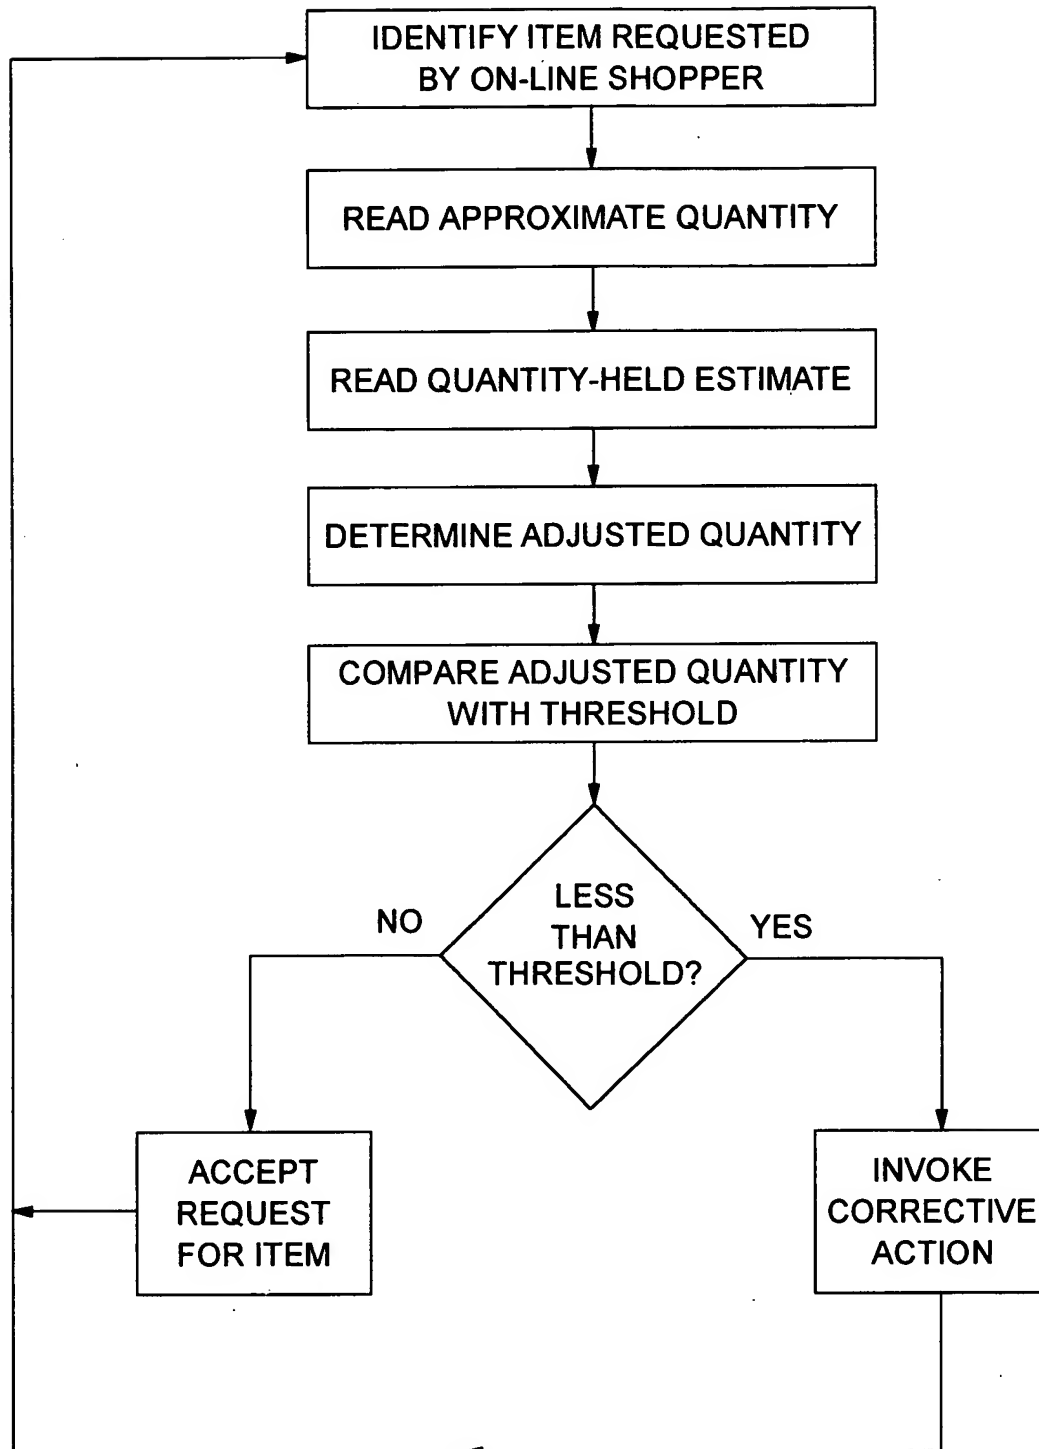 IDENTIFY ITEM REQUESTED
BY ON-LINE SHOPPER
READ APPROXIMATE QUANTITY
READ QUANTITY-HELD ESTIMATE
DETERMINE ADJUSTED QUANTITY
COMPARE ADJUSTED QUANTITY
WITH THRESHOLD
LESS
THAN
THRESHOLD?
NO
YES
ACCEPT
REQUEST
FOR ITEM
INVOKE
CORRECTIVE
ACTION